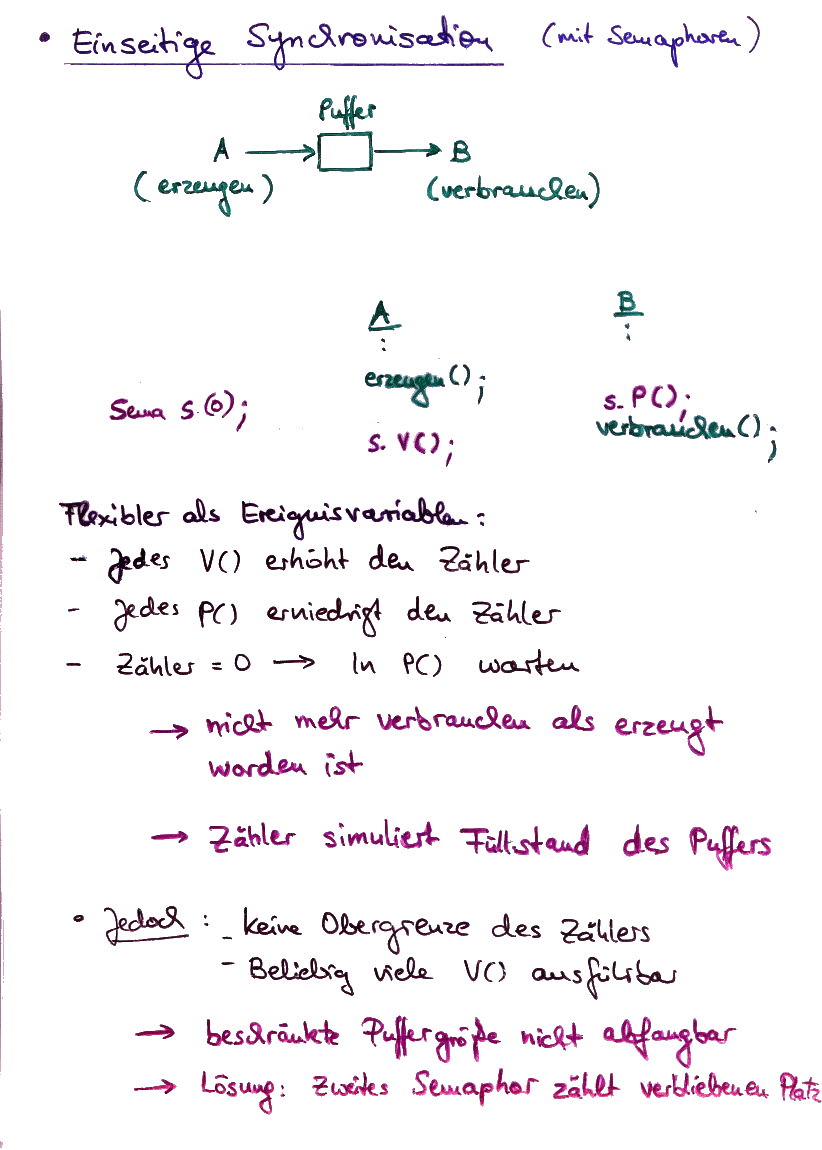 • Einseitige Synchronisation (mit Semaphoren)
Puffer
A → → B
(erzeugen) (verbrauchen)
A B
: :
erzeugen();
Sema s(0); s.P();
verbrauchen();
s.V();
Flexibler als Ereignisvariablen:
- Jedes V() erhöht den Zähler
- Jedes P() erniedrigt den Zähler
- Zähler = 0 → In P() warten
→ nicht mehr verbrauchen als erzeugt
worden ist
→ Zähler simuliert Füllstand des Puffers
• Jedoch: - keine Obergrenze des Zählers
- Beliebig viele V() ausführbar
→ beschränkte Puffergröße nicht abfangbar
→ Lösung: Zweites Semaphor zählt verbliebenen Platz